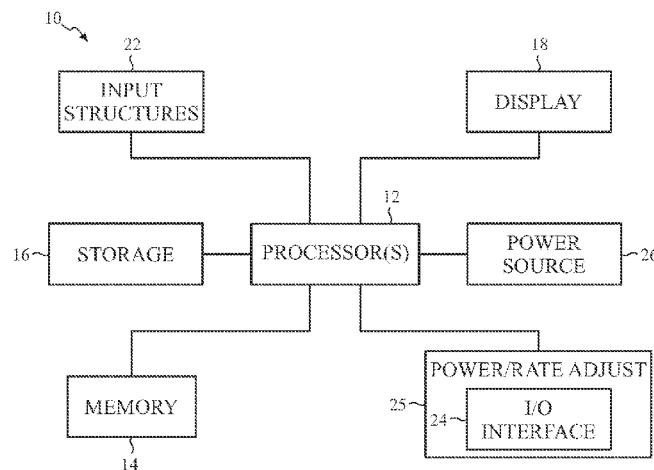 10
22
INPUT
STRUCTURES
18
DISPLAY
12
PROCESSOR(S)
16
STORAGE
POWER
SOURCE
26
MEMORY
14
POWER/RATE ADJUST
25
24
I/O
INTERFACE